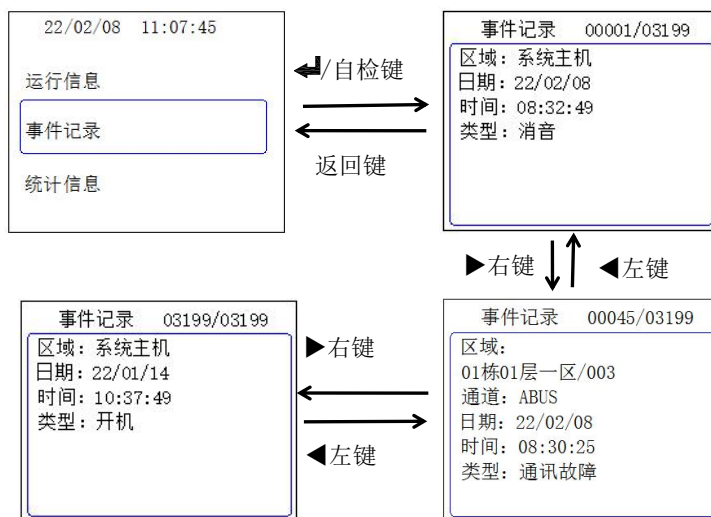 22/02/08 11:07:45
运行信息
事件记录
统计信息
/自检键
返回键
事件记录 00001/03199
区域: 系统主机
日期: 22/02/08
时间: 08:32:49
类型: 消音
▶右键
◀左键
事件记录 03199/03199
区域: 系统主机
日期: 22/01/14
时间: 10:37:49
类型: 开机
▶右键
◀左键
事件记录 00045/03199
区域:
01栋01层一区/003
通道: ABUS
日期: 22/02/08
时间: 08:30:25
类型: 通讯故障